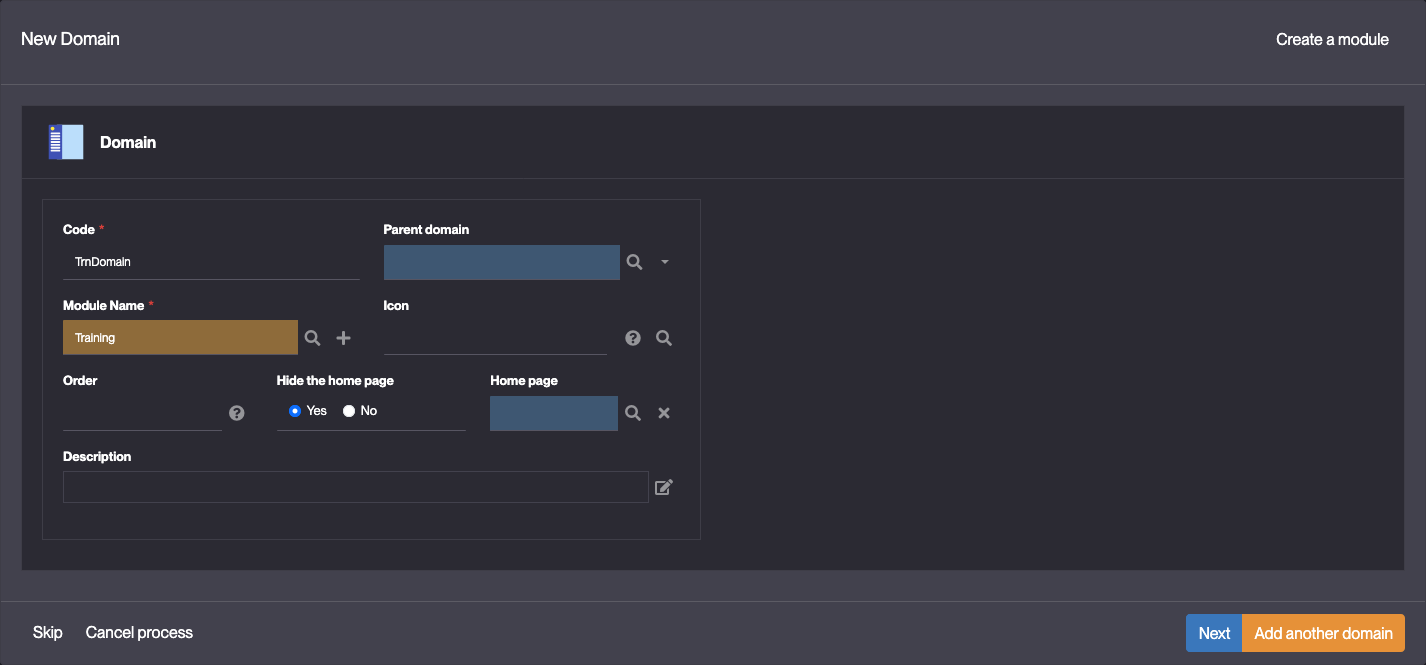 New Domain
Create a module
Domain
Code *
Parent domain
TrnDomain
Module Name *
Icon
Training
Order
Hide the home page
Home page
Yes
No
Description
Skip
Cancel process
Next
Add another domain